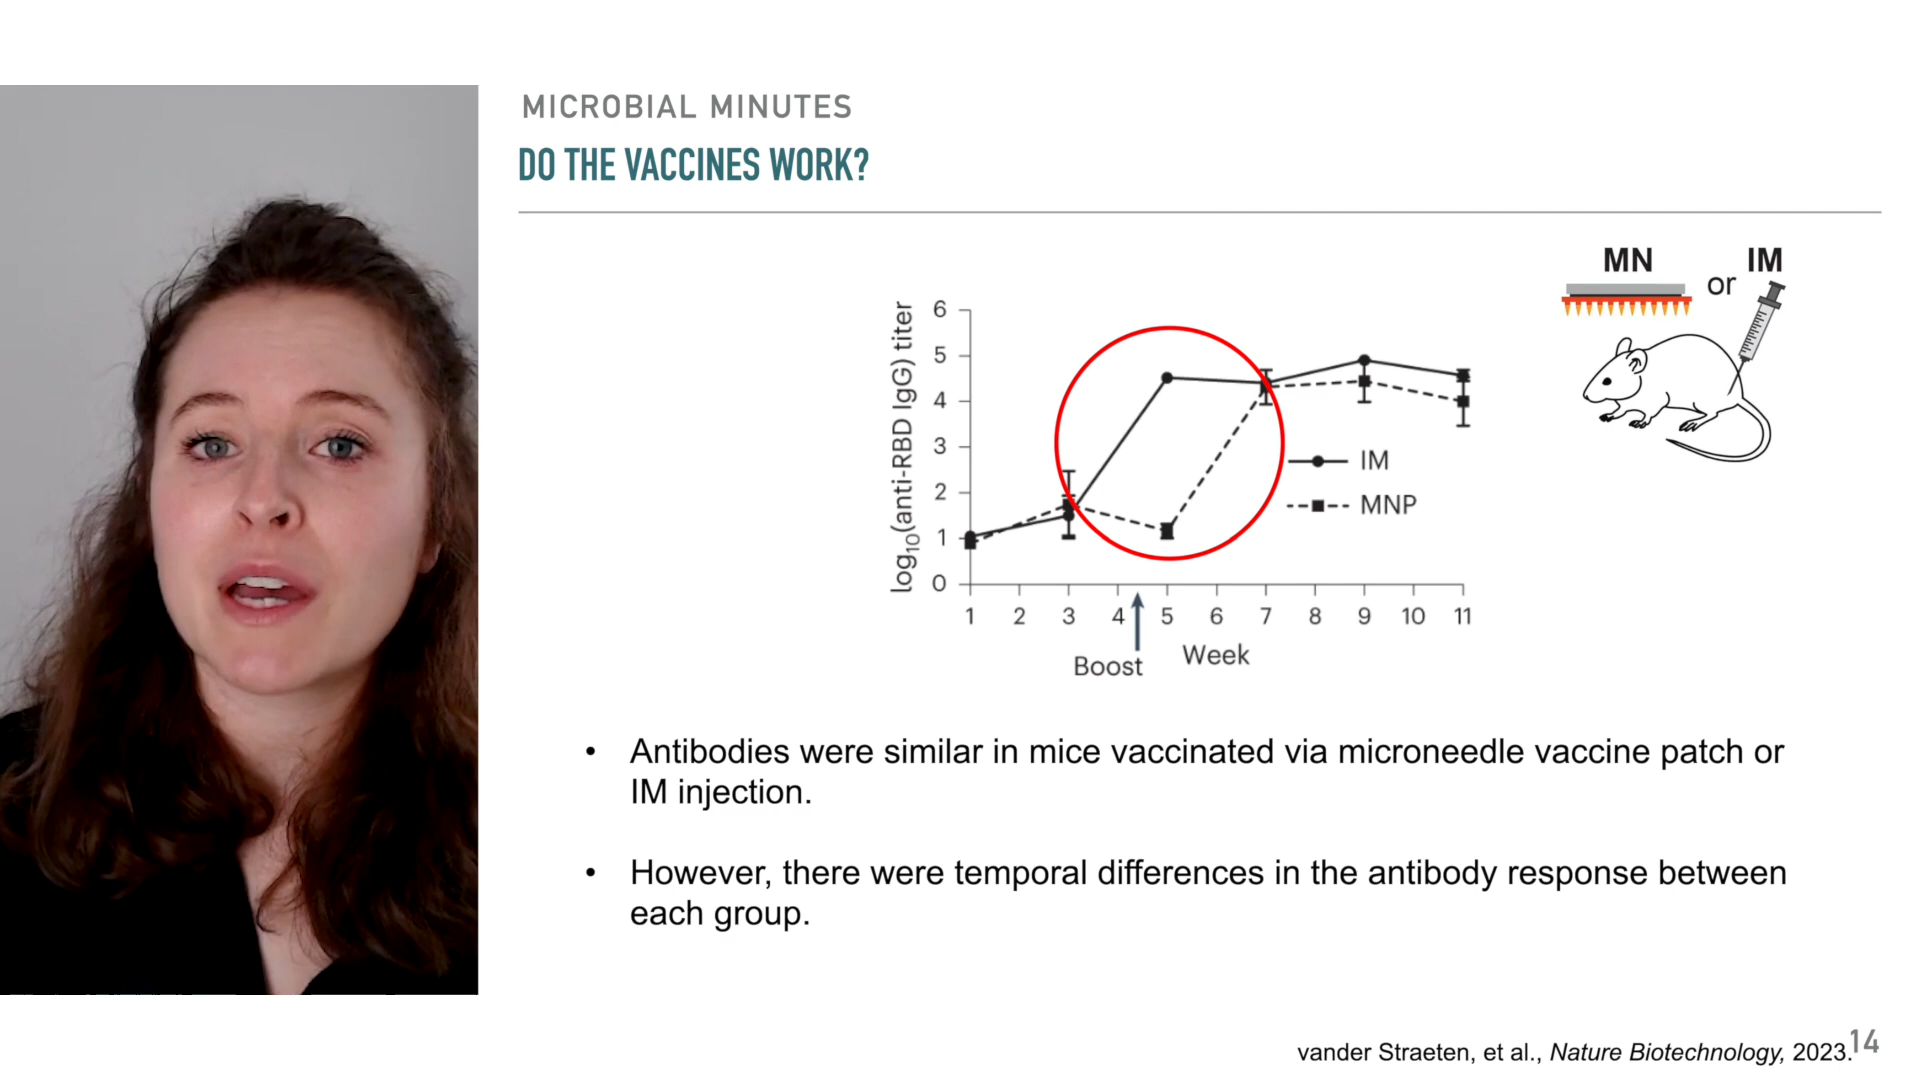 MICROBIAL MINUTES
DO THE VACCINES WORK?
MN or IM
log10(anti-RBD IgG) titer
6
5
4
3
2
1
0
IM
MNP
1 2 3 4 5 6 7 8 9 10 11
Boost
Week
• Antibodies were similar in mice vaccinated via microneedle vaccine patch or
IM injection.
• However, there were temporal differences in the antibody response between
each group.
vander Straeten, et al., Nature Biotechnology, 2023.
14